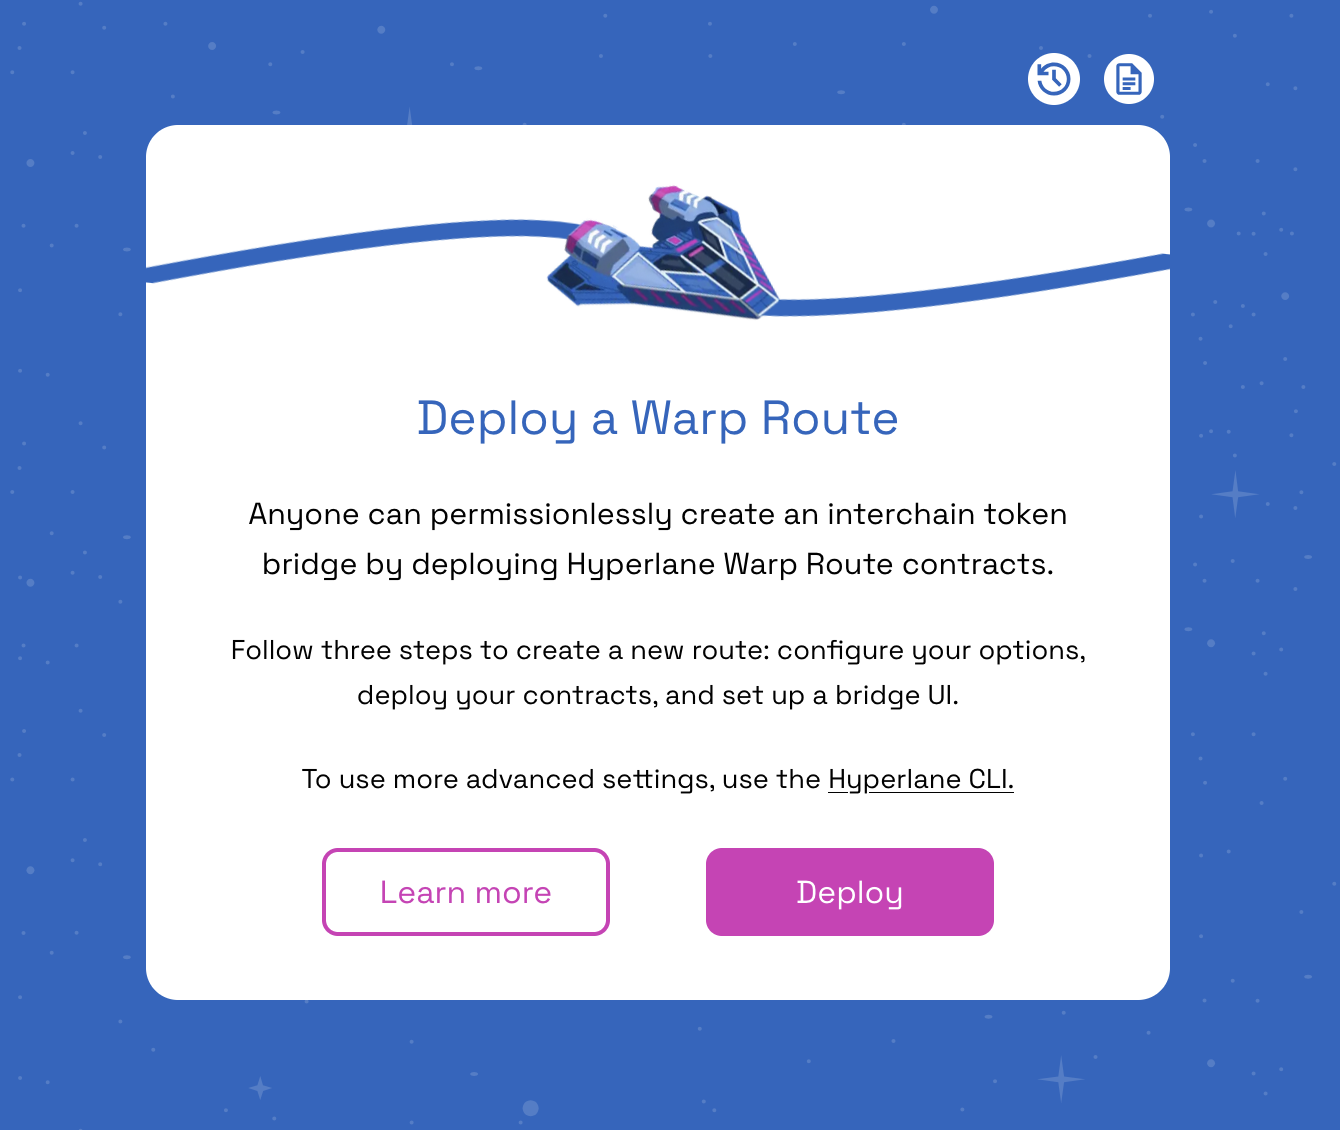 Deploy a Warp Route
Anyone can permissionlessly create an interchain token
bridge by deploying Hyperlane Warp Route contracts.
Follow three steps to create a new route: configure your options,
deploy your contracts, and set up a bridge UI.
To use more advanced settings, use the Hyperlane CLI.
Learn more
Deploy